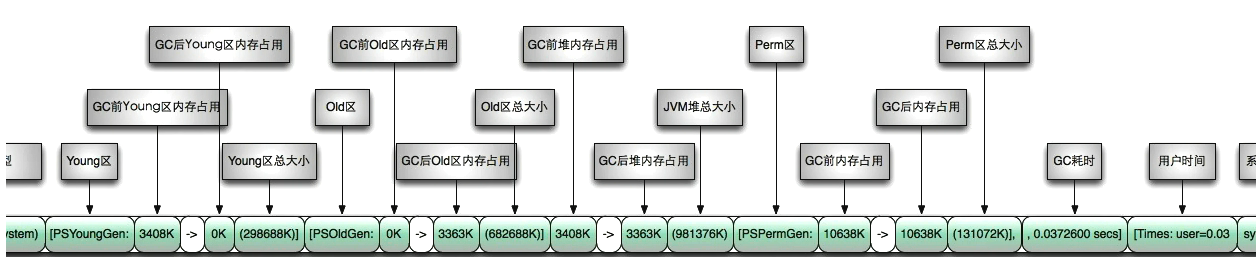 GC后Young区内存占用 GC前Old区内存占用 GC前堆内存占用 Perm区 Perm区总大小
GC前Young区内存占用 Old区 Old区总大小 JVM堆总大小 GC后内存占用
型 Young区 Young区总大小 GC后Old区内存占用 GC后堆内存占用 GC前内存占用 GC耗时 用户时间 系
ystem) [PSYoungGen: 3408K -> 0K (298688K)] [PSOldGen: 0K -> 3363K (682688K)] 3408K -> 3363K (981376K) [PSPermGen: 10638K -> 10638K (131072K)], , 0.0372600 secs] [Times: user=0.03 sy